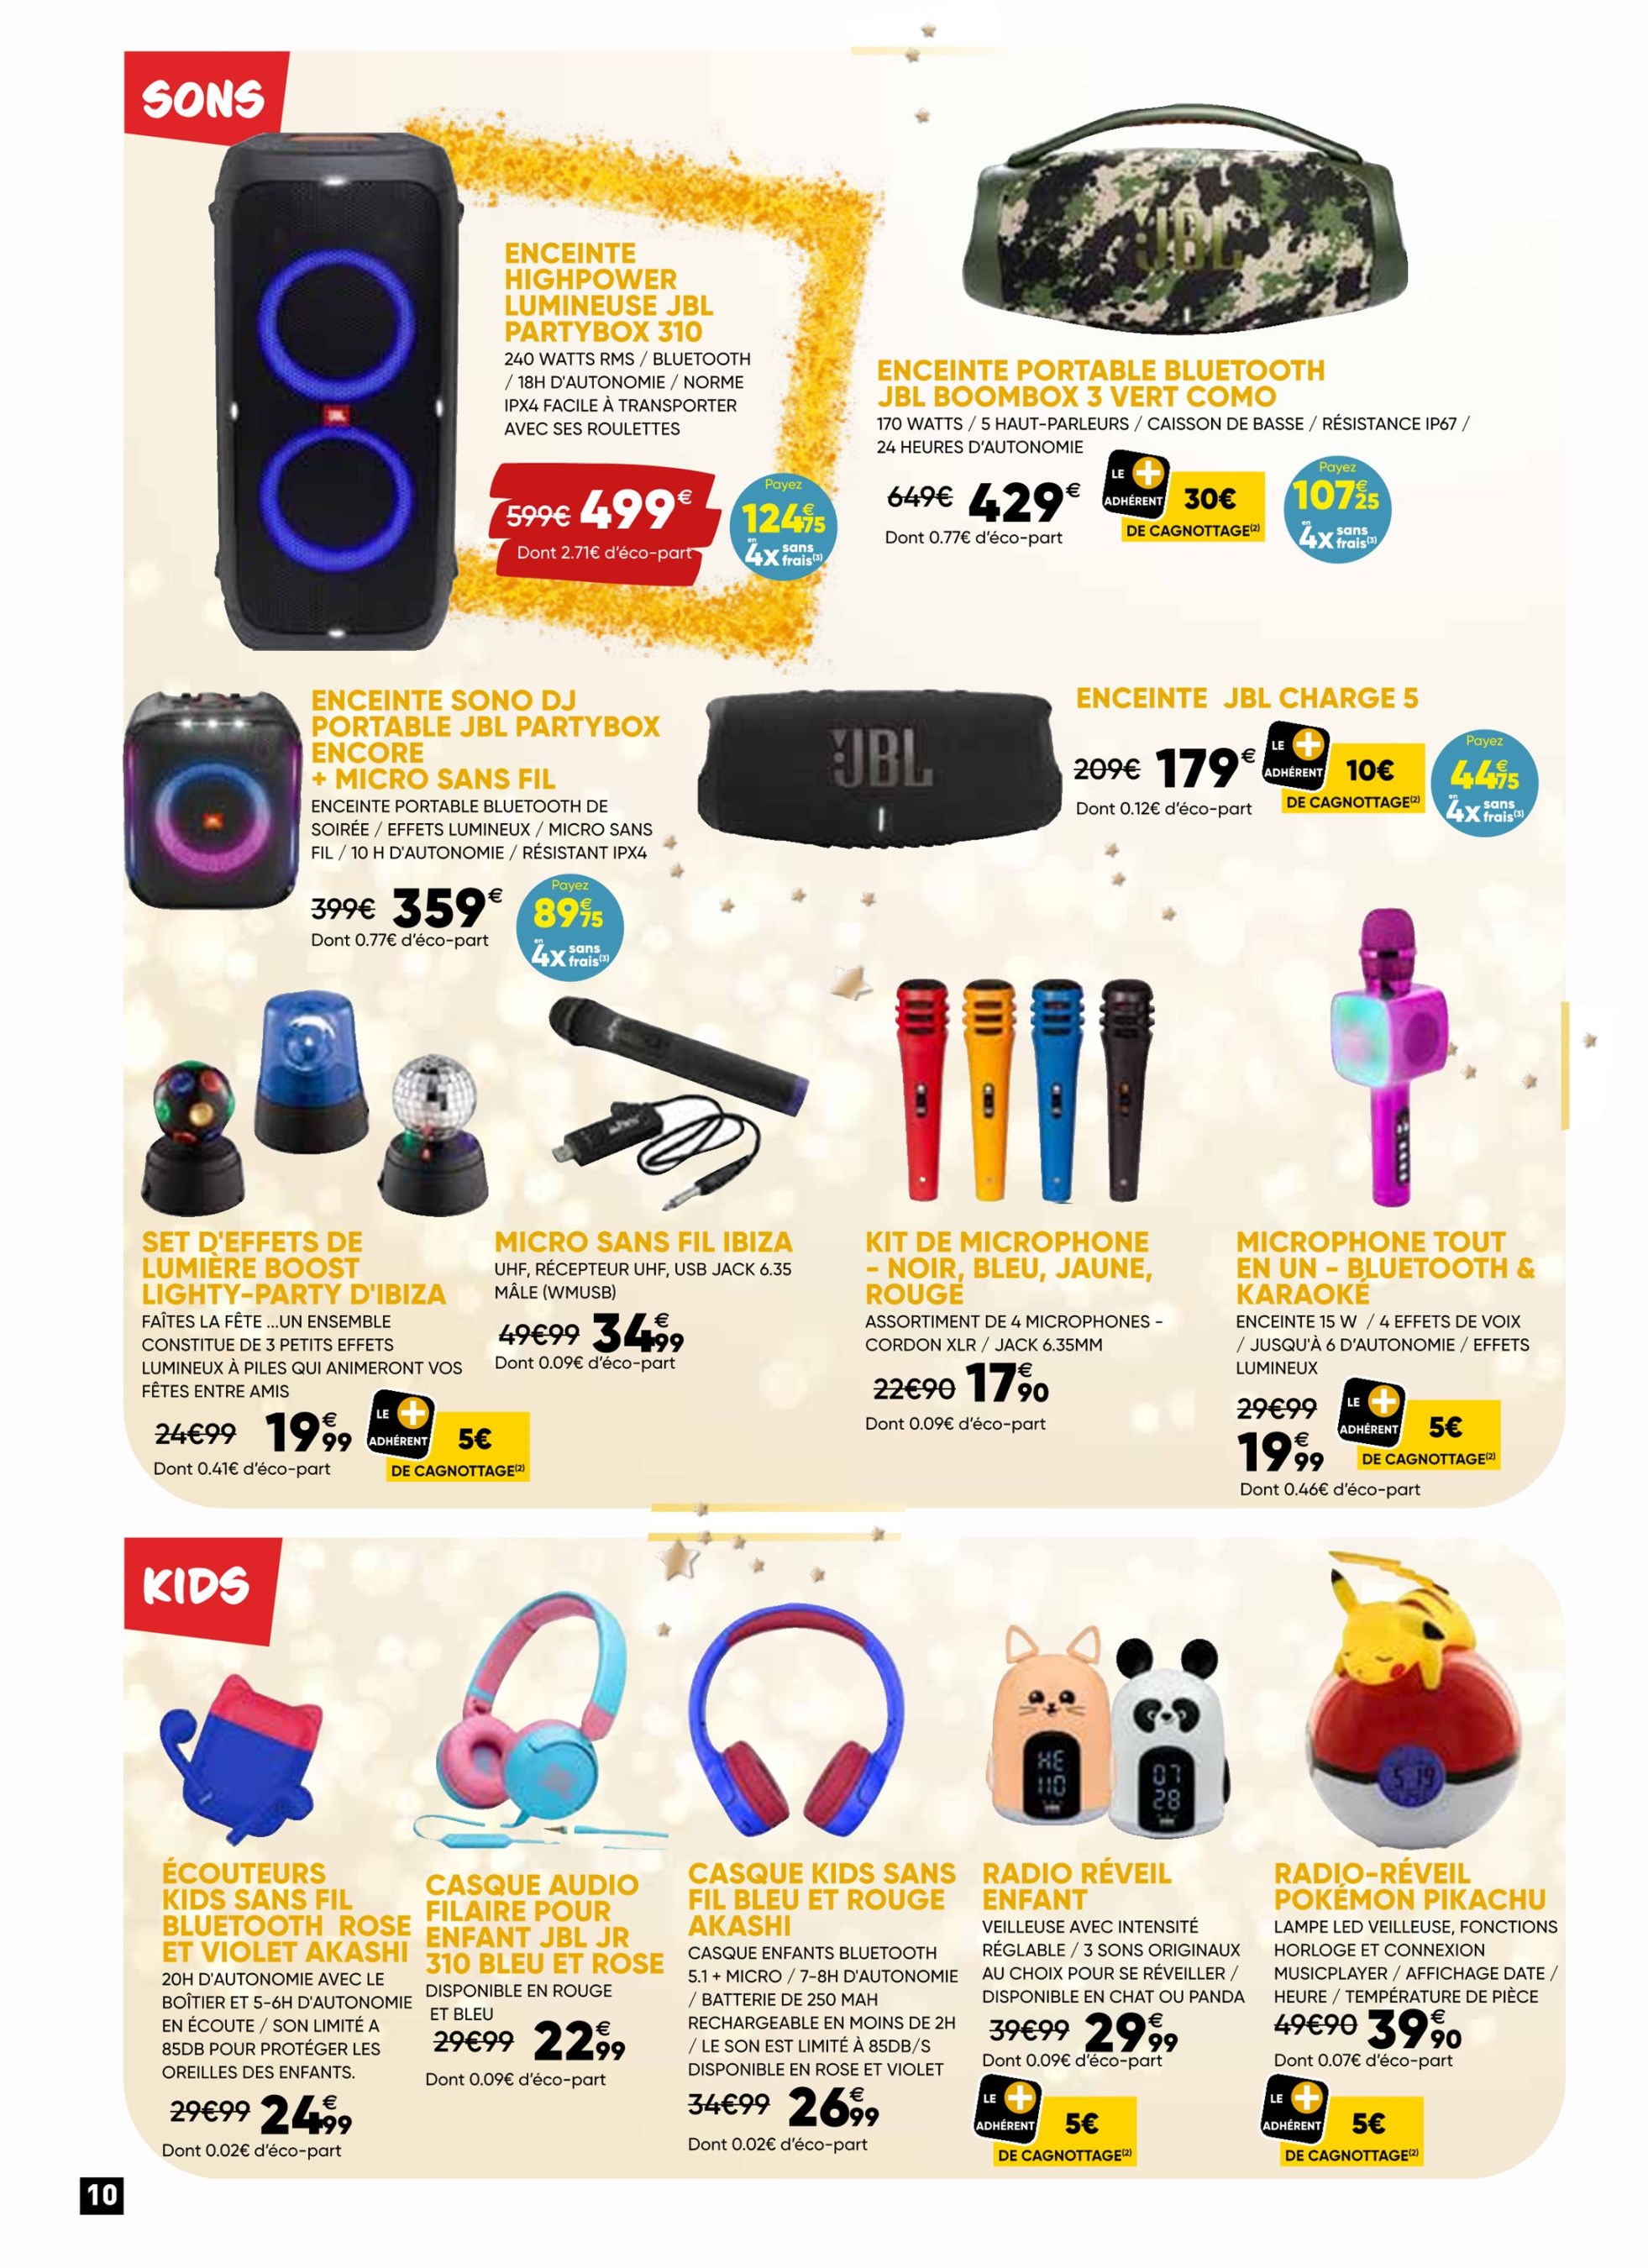 SONS
ENCEINTE
HIGHPOWER
LUMINEUSE JBL
PARTYBOX 310
240 WATTS RMS / BLUETOOTH
/ 18H D'AUTONOMIE / NORME
IPX4 FACILE À TRANSPORTER
AVEC SES ROULETTES
599€ 499€
Dont 2.71€ d'éco-part
Payez
124€75
en 4x sans frais(3)
JBL
ENCEINTE PORTABLE BLUETOOTH
JBL BOOMBOX 3 VERT COMO
170 WATTS / 5 HAUT-PARLEURS / CAISSON DE BASSE / RÉSISTANCE IP67 /
24 HEURES D'AUTONOMIE
649€ 429€
Dont 0.77€ d'éco-part
LE +
ADHÉRENT 30€
DE CAGNOTTAGE(2)
Payez
107€25
en 4x sans frais(3)
ENCEINTE SONO DJ
PORTABLE JBL PARTYBOX
ENCORE
+ MICRO SANS FIL
ENCEINTE PORTABLE BLUETOOTH DE
SOIRÉE / EFFETS LUMINEUX / MICRO SANS
FIL / 10 H D'AUTONOMIE / RÉSISTANT IPX4
399€ 359€
Dont 0.77€ d'éco-part
Payez
89€75
en 4x sans frais(3)
JBL
ENCEINTE JBL CHARGE 5
209€ 179€
Dont 0.12€ d'éco-part
LE +
ADHÉRENT 10€
DE CAGNOTTAGE(2)
Payez
44€75
en 4x sans frais(3)
SET D'EFFETS DE
LUMIÈRE BOOST
LIGHTY-PARTY D'IBIZA
FAÎTES LA FÊTE ...UN ENSEMBLE
CONSTITUE DE 3 PETITS EFFETS
LUMINEUX À PILES QUI ANIMERONT VOS
FÊTES ENTRE AMIS
24€99 19€99
Dont 0.41€ d'éco-part
LE +
ADHÉRENT 5€
DE CAGNOTTAGE(2)
MICRO SANS FIL IBIZA
UHF, RÉCEPTEUR UHF, USB JACK 6.35
MÂLE (WMUSB)
49€99 34€99
Dont 0.09€ d'éco-part
KIT DE MICROPHONE
- NOIR, BLEU, JAUNE,
ROUGE
ASSORTIMENT DE 4 MICROPHONES -
CORDON XLR / JACK 6.35MM
22€90 17€90
Dont 0.09€ d'éco-part
MICROPHONE TOUT
EN UN - BLUETOOTH &
KARAOKÉ
ENCEINTE 15 W / 4 EFFETS DE VOIX
/ JUSQU'À 6 D'AUTONOMIE / EFFETS
LUMINEUX
29€99
19€99
Dont 0.46€ d'éco-part
LE +
ADHÉRENT 5€
DE CAGNOTTAGE(2)
KIDS
ÉCOUTEURS
KIDS SANS FIL
BLUETOOTH ROSE
ET VIOLET AKASHI
20H D'AUTONOMIE AVEC LE
BOÎTIER ET 5-6H D'AUTONOMIE
EN ÉCOUTE / SON LIMITÉ A
85DB POUR PROTÉGER LES
OREILLES DES ENFANTS.
29€99 24€99
Dont 0.02€ d'éco-part
CASQUE AUDIO
FILAIRE POUR
ENFANT JBL JR
310 BLEU ET ROSE
DISPONIBLE EN ROUGE
ET BLEU
29€99 22€99
Dont 0.09€ d'éco-part
CASQUE KIDS SANS
FIL BLEU ET ROUGE
AKASHI
CASQUE ENFANTS BLUETOOTH
5.1 + MICRO / 7-8H D'AUTONOMIE
/ BATTERIE DE 250 MAH
RECHARGEABLE EN MOINS DE 2H
/ LE SON EST LIMITÉ À 85DB/S
DISPONIBLE EN ROSE ET VIOLET
34€99 26€99
Dont 0.02€ d'éco-part
HE
110
07
28
RADIO RÉVEIL
ENFANT
VEILLEUSE AVEC INTENSITÉ
RÉGLABLE / 3 SONS ORIGINAUX
AU CHOIX POUR SE RÉVEILLER /
DISPONIBLE EN CHAT OU PANDA
39€99 29€99
Dont 0.09€ d'éco-part
LE +
ADHÉRENT 5€
DE CAGNOTTAGE(2)
5:19
RADIO-RÉVEIL
POKÉMON PIKACHU
LAMPE LED VEILLEUSE, FONCTIONS
HORLOGE ET CONNEXION
MUSICPLAYER / AFFICHAGE DATE /
HEURE / TEMPÉRATURE DE PIÈCE
49€90 39€90
Dont 0.07€ d'éco-part
LE +
ADHÉRENT 5€
DE CAGNOTTAGE(2)
10